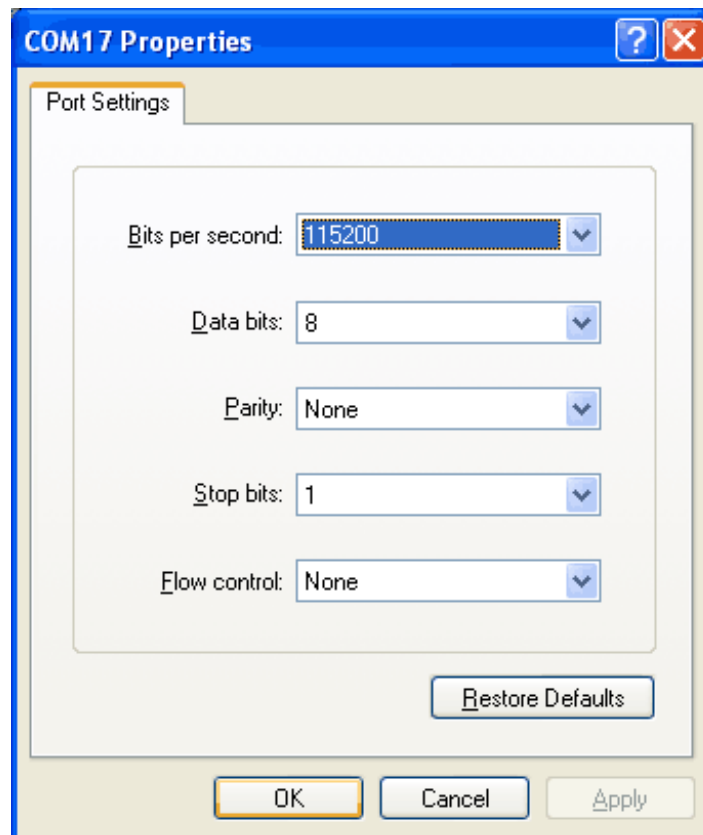 COM17 Properties
Port Settings
Bits per second: 115200
Data bits: 8
Parity: None
Stop bits: 1
Flow control: None
Restore Defaults
OK Cancel Apply